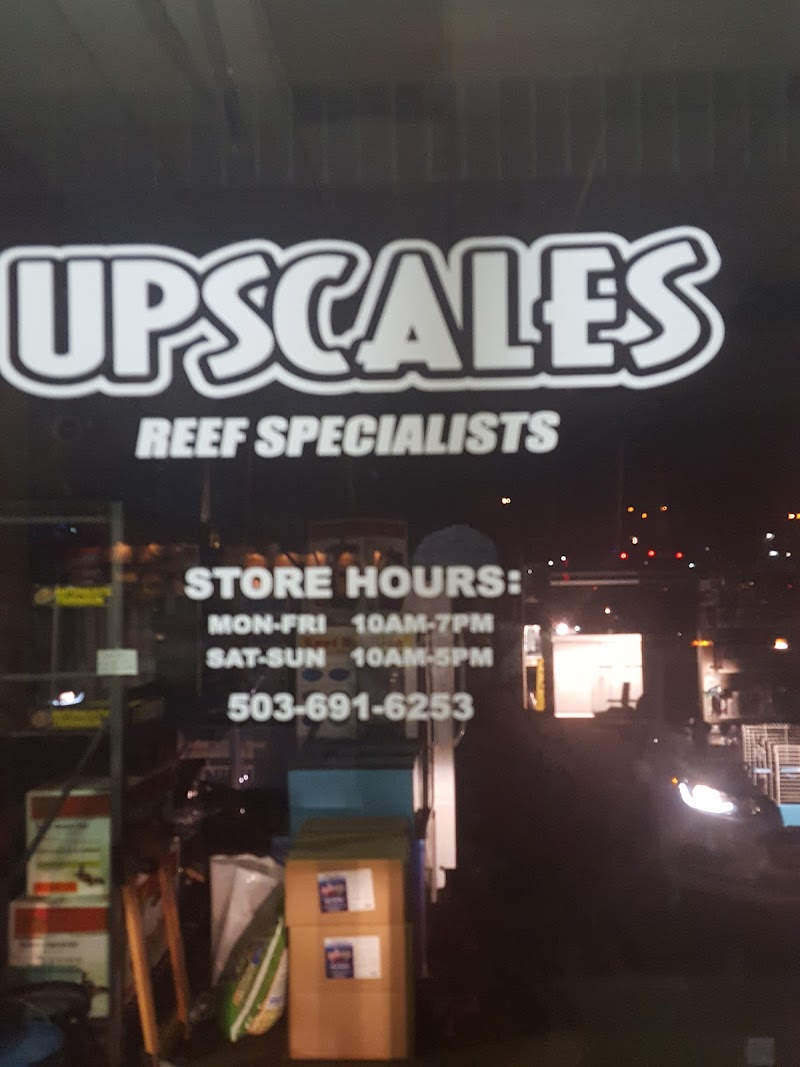 UPSCALES
REEF SPECIALISTS
STORE HOURS:
MON-FRI 10AM-7PM
SAT-SUN 10AM-5PM
503-691-6253